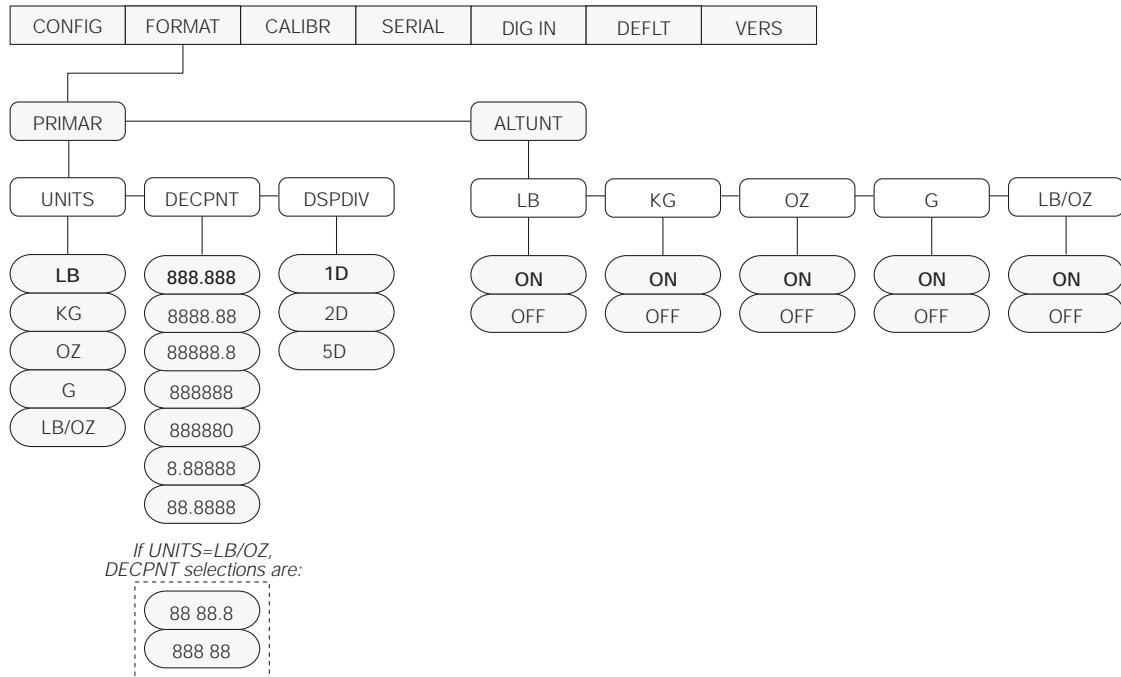 CONFIG FORMAT CALIBR SERIAL DIG IN DEFLT VERS
PRIMAR ALTUNT
UNITS DECPNT DSPDIV LB KG OZ G LB/OZ
LB 888.888 1D ON ON ON ON ON
KG 8888.88 2D OFF OFF OFF OFF OFF
OZ 88888.8 5D
G 888888
LB/OZ 888880
8.88888
88.8888
If UNITS=LB/OZ,
DECPNT selections are:
88 88.8
888 88